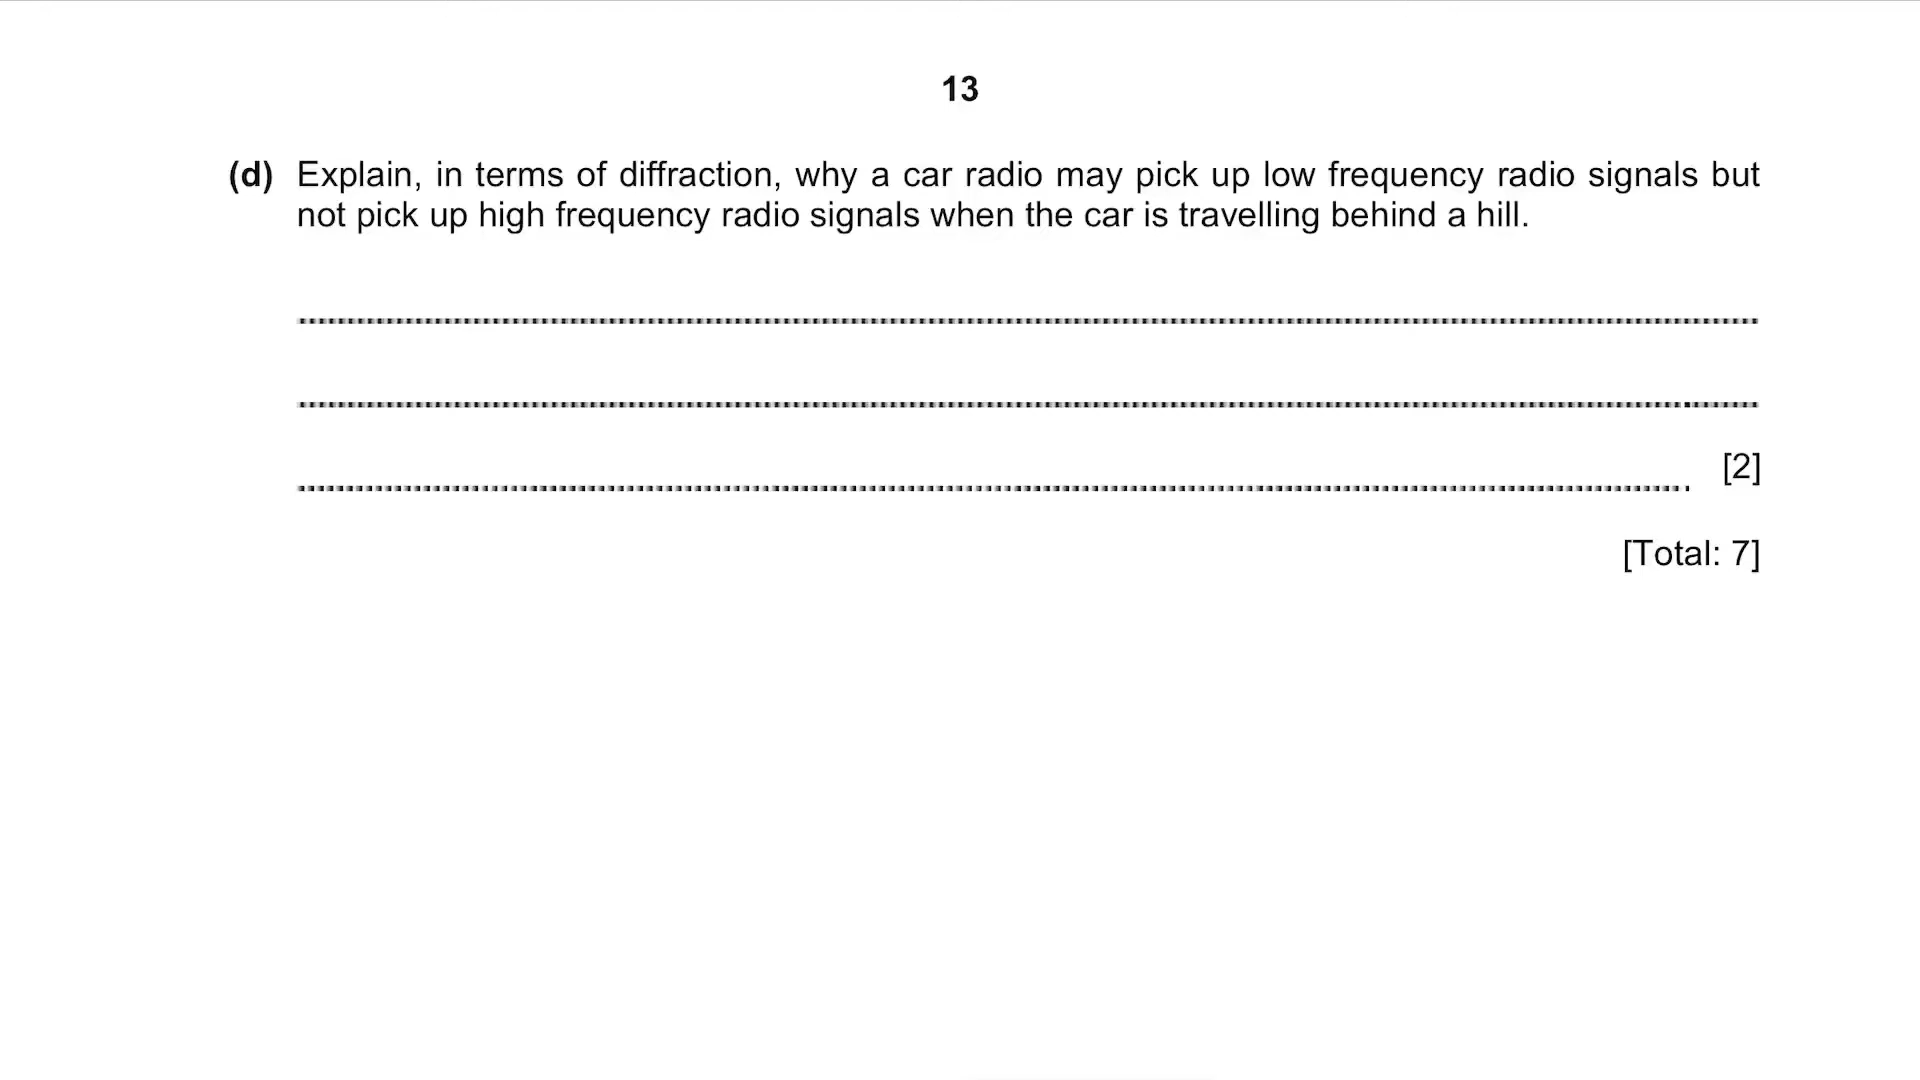 13
(d) Explain, in terms of diffraction, why a car radio may pick up low frequency radio signals but
not pick up high frequency radio signals when the car is travelling behind a hill.
[2]
[Total: 7]